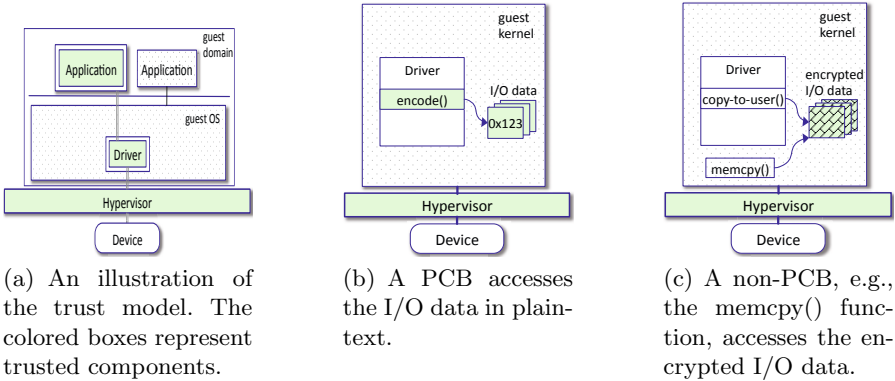 guest
domain
Application
Application
guest OS
Driver
Hypervisor
Device
(a) An illustration of
the trust model. The
colored boxes represent
trusted components.
guest
kernel
Driver
encode()
I/O data
0x123
Hypervisor
Device
(b) A PCB accesses
the I/O data in plain-
text.
guest
kernel
Driver
encrypted
I/O data
copy-to-user()
memcpy()
Hypervisor
Device
(c) A non-PCB, e.g.,
the memcpy() func-
tion, accesses the en-
crypted I/O data.